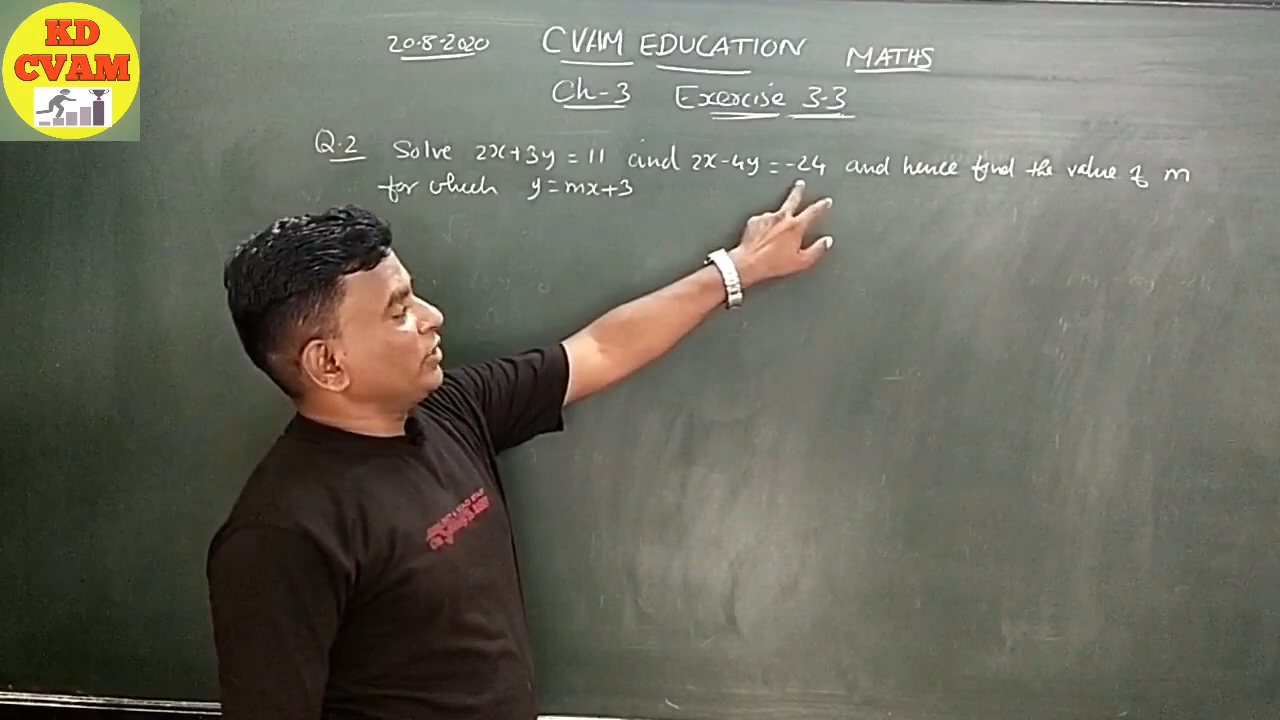 KD
CVAM
20.8.2020 CVAM EDUCATION MATHS
Ch-3 Exercise 3.3
Q.2 Solve 2x+3y=11 and 2x-4y=-24 and hence find the value of m
for which y=mx+3